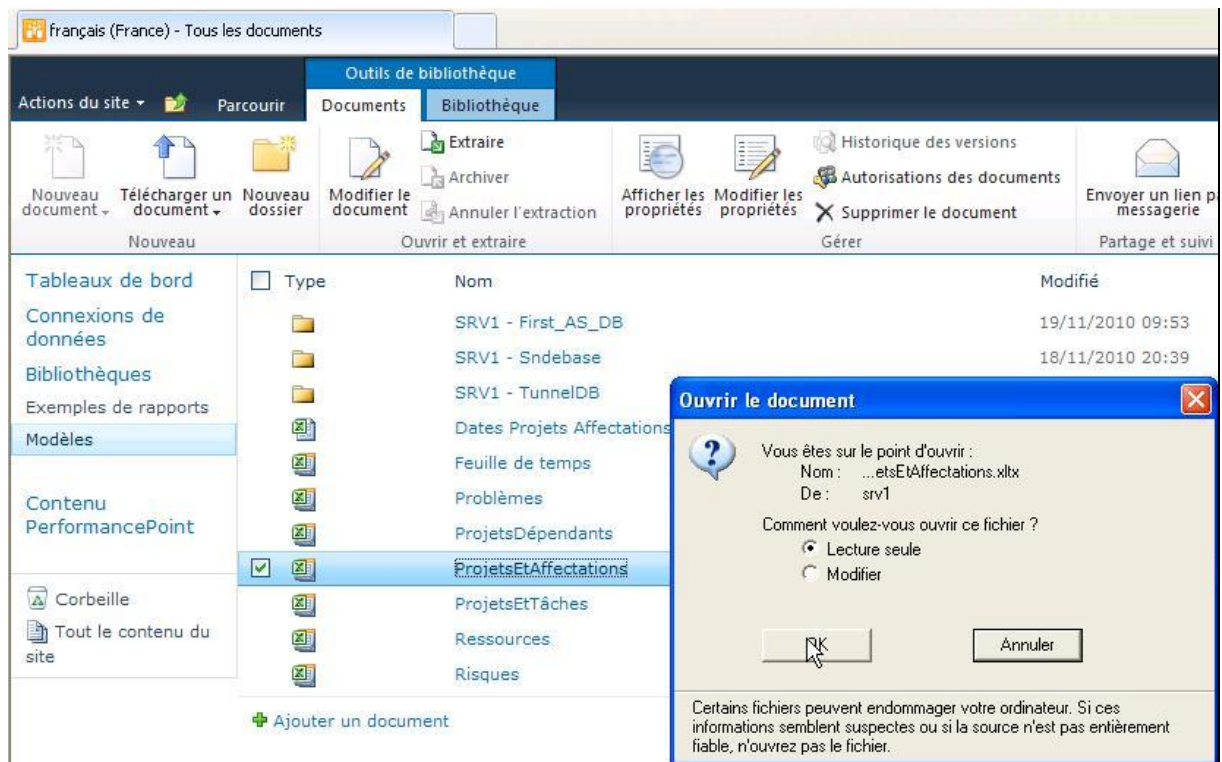 français (France) - Tous les documents
Outils de bibliothèque
Actions du site
Parcourir
Documents
Bibliothèque
Nouveau document
Télécharger un document
Nouveau dossier
Nouveau
Modifier le document
Extraire
Archiver
Annuler l'extraction
Ouvrir et extraire
Afficher les propriétés
Modifier les propriétés
Historique des versions
Autorisations des documents
Supprimer le document
Gérer
Envoyer un lien
messagerie
Partage et suivi
Tableaux de bord
Connexions de
données
Bibliothèques
Exemples de rapports
Modèles
Contenu
PerformancePoint
Corbeille
Tout le contenu du
site
Type Nom Modifié
SRV1 - First_AS_DB 19/11/2010 09:53
SRV1 - Sndebase 18/11/2010 20:39
SRV1 - TunnelDB
Dates Projets Affectations
Feuille de temps
Problèmes
ProjetsDépendants
ProjetsEtAffectations
ProjetsEtTâches
Ressources
Risques
Ajouter un document
Ouvrir le document
Vous êtes sur le point d'ouvrir :
Nom : ...etsEtAffectations.xltx
De : srv1
Comment voulez-vous ouvrir ce fichier ?
Lecture seule
Modifier
OK
Annuler
Certains fichiers peuvent endommager votre ordinateur. Si ces
informations semblent suspectes ou si la source n'est pas entièrement
fiable, n'ouvrez pas le fichier.